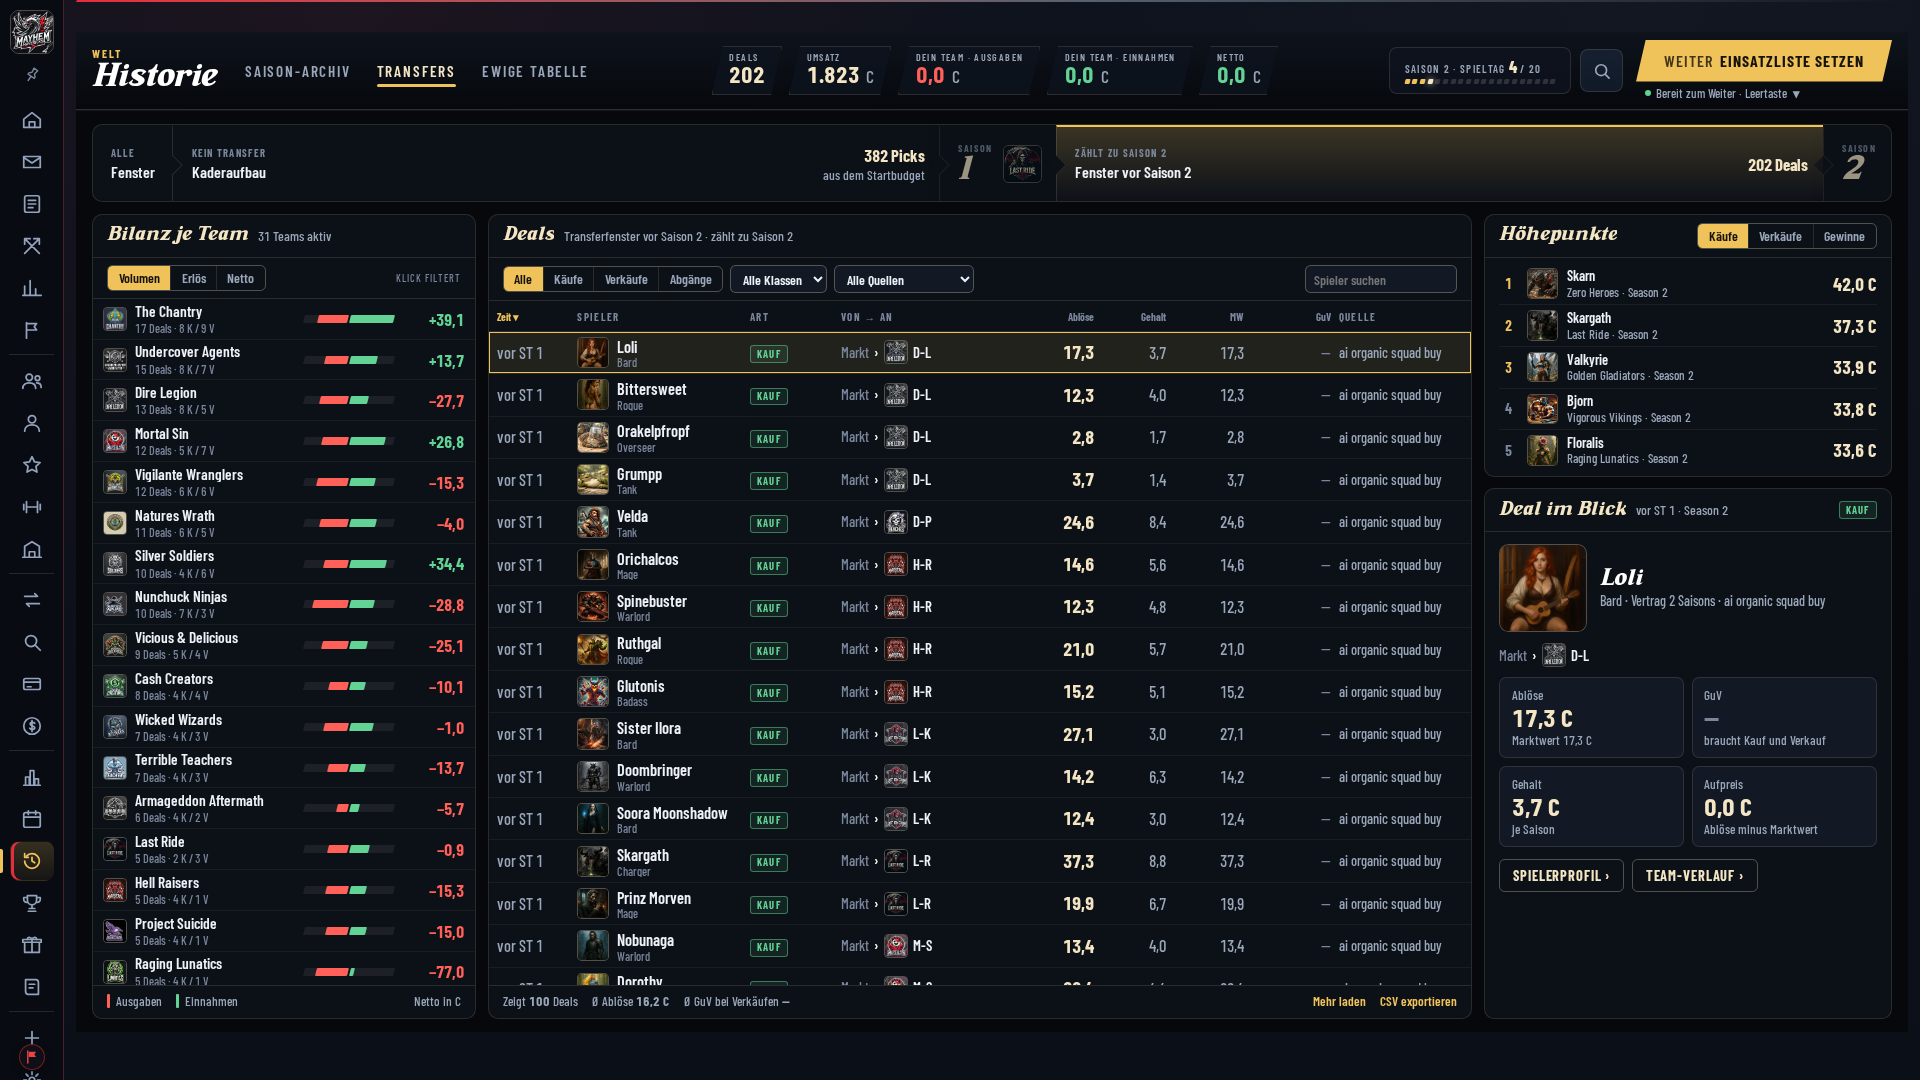 MAYHEM
WELT
Historie
SAISON-ARCHIV
TRANSFERS
EWIGE TABELLE
DEALS
202
UMSATZ
1.823 C
DEIN TEAM · AUSGABEN
0,0 C
DEIN TEAM · EINNAHMEN
0,0 C
NETTO
0,0 C
SAISON 2 · SPIELTAG 4 / 20
WEITER EINSATZLISTE SETZEN
Bereit zum Weiter · Leertaste ▼
ALLE
Fenster
KEIN TRANSFER
Kaderaufbau
382 Picks
aus dem Startbudget
SAISON
1
LAST RIDE
ZÄHLT ZU SAISON 2
Fenster vor Saison 2
202 Deals
SAISON
2
Bilanz je Team 31 Teams aktiv
Volumen Erlös Netto
KLICK FILTERT
The Chantry
17 Deals · 8 K / 9 V
+39,1
Undercover Agents
15 Deals · 8 K / 7 V
+13,7
Dire Legion
13 Deals · 8 K / 5 V
−27,7
Mortal Sin
12 Deals · 5 K / 7 V
+26,8
Vigilante Wranglers
12 Deals · 6 K / 6 V
−15,3
Natures Wrath
11 Deals · 6 K / 5 V
−4,0
Silver Soldiers
10 Deals · 4 K / 6 V
+34,4
Nunchuck Ninjas
10 Deals · 7 K / 3 V
−28,8
Vicious & Delicious
9 Deals · 5 K / 4 V
−25,1
Cash Creators
8 Deals · 4 K / 4 V
−10,1
Wicked Wizards
7 Deals · 4 K / 3 V
−1,0
Terrible Teachers
7 Deals · 4 K / 3 V
−13,7
Armageddon Aftermath
6 Deals · 4 K / 2 V
−5,7
Last Ride
5 Deals · 2 K / 3 V
−0,9
Hell Raisers
5 Deals · 4 K / 1 V
−15,3
Project Suicide
5 Deals · 4 K / 1 V
−15,0
Raging Lunatics
5 Deals · 4 K / 1 V
−77,0
Ausgaben Einnahmen Netto in C
Deals Transferfenster vor Saison 2 · zählt zu Saison 2
Alle Käufe Verkäufe Abgänge
Alle Klassen
Alle Quellen
Spieler suchen
Zeit ▼ SPIELER ART VON → AN Ablöse Gehalt MW GuV QUELLE
vor ST 1 Loli Bard KAUF Markt › D-L 17,3 3,7 17,3 — ai organic squad buy
vor ST 1 Bittersweet Rogue KAUF Markt › D-L 12,3 4,0 12,3 — ai organic squad buy
vor ST 1 Orakelpfropf Overseer KAUF Markt › D-L 2,8 1,7 2,8 — ai organic squad buy
vor ST 1 Grumpp Tank KAUF Markt › D-L 3,7 1,4 3,7 — ai organic squad buy
vor ST 1 Velda Tank KAUF Markt › D-P 24,6 8,4 24,6 — ai organic squad buy
vor ST 1 Orichalcos Mage KAUF Markt › H-R 14,6 5,6 14,6 — ai organic squad buy
vor ST 1 Spinebuster Warlord KAUF Markt › H-R 12,3 4,8 12,3 — ai organic squad buy
vor ST 1 Ruthgal Rogue KAUF Markt › H-R 21,0 5,7 21,0 — ai organic squad buy
vor ST 1 Glutonis Badass KAUF Markt › H-R 15,2 5,1 15,2 — ai organic squad buy
vor ST 1 Sister Ilora Bard KAUF Markt › L-K 27,1 3,0 27,1 — ai organic squad buy
vor ST 1 Doombringer Warlord KAUF Markt › L-K 14,2 6,3 14,2 — ai organic squad buy
vor ST 1 Soora Moonshadow Bard KAUF Markt › L-K 12,4 3,0 12,4 — ai organic squad buy
vor ST 1 Skargath Charger KAUF Markt › L-R 37,3 8,8 37,3 — ai organic squad buy
vor ST 1 Prinz Morven Mage KAUF Markt › L-R 19,9 6,7 19,9 — ai organic squad buy
vor ST 1 Nobunaga Warlord KAUF Markt › M-S 13,4 4,0 13,4 — ai organic squad buy
Dorothy
Zeigt 100 Deals Ø Ablöse 16,2 C Ø GuV bei Verkäufen —
Mehr laden CSV exportieren
Höhepunkte
Käufe Verkäufe Gewinne
1 Skarn
Zero Heroes · Season 2
42,0 C
2 Skargath
Last Ride · Season 2
37,3 C
3 Valkyrie
Golden Gladiators · Season 2
33,9 C
4 Bjorn
Vigorous Vikings · Season 2
33,8 C
5 Floralis
Raging Lunatics · Season 2
33,6 C
Deal im Blick vor ST 1 · Season 2
KAUF
Loli
Bard · Vertrag 2 Saisons · ai organic squad buy
Markt › D-L
Ablöse
17,3 C
Marktwert 17,3 C
GuV
—
braucht Kauf und Verkauf
Gehalt
3,7 C
je Saison
Aufpreis
0,0 C
Ablöse minus Marktwert
SPIELERPROFIL ›
TEAM-VERLAUF ›